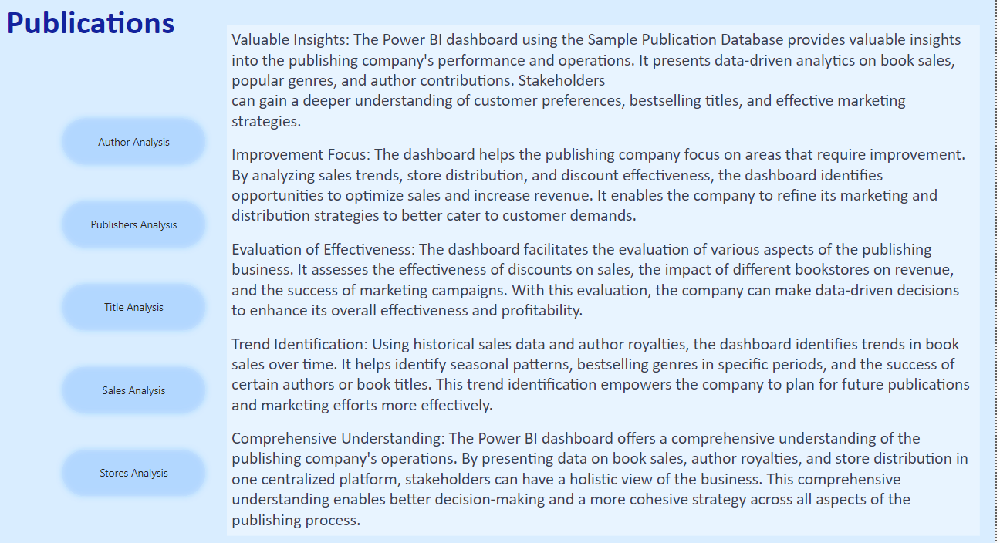 Publications
Author Analysis
Publishers Analysis
Title Analysis
Sales Analysis
Stores Analysis
Valuable Insights: The Power BI dashboard using the Sample Publication Database provides valuable insights
into the publishing company's performance and operations. It presents data-driven analytics on book sales,
popular genres, and author contributions. Stakeholders
can gain a deeper understanding of customer preferences, bestselling titles, and effective marketing
strategies.
Improvement Focus: The dashboard helps the publishing company focus on areas that require improvement.
By analyzing sales trends, store distribution, and discount effectiveness, the dashboard identifies
opportunities to optimize sales and increase revenue. It enables the company to refine its marketing and
distribution strategies to better cater to customer demands.
Evaluation of Effectiveness: The dashboard facilitates the evaluation of various aspects of the publishing
business. It assesses the effectiveness of discounts on sales, the impact of different bookstores on revenue,
and the success of marketing campaigns. With this evaluation, the company can make data-driven decisions
to enhance its overall effectiveness and profitability.
Trend Identification: Using historical sales data and author royalties, the dashboard identifies trends in book
sales over time. It helps identify seasonal patterns, bestselling genres in specific periods, and the success of
certain authors or book titles. This trend identification empowers the company to plan for future publications
and marketing efforts more effectively.
Comprehensive Understanding: The Power BI dashboard offers a comprehensive understanding of the
publishing company's operations. By presenting data on book sales, author royalties, and store distribution in
one centralized platform, stakeholders can have a holistic view of the business. This comprehensive
understanding enables better decision-making and a more cohesive strategy across all aspects of the
publishing process.